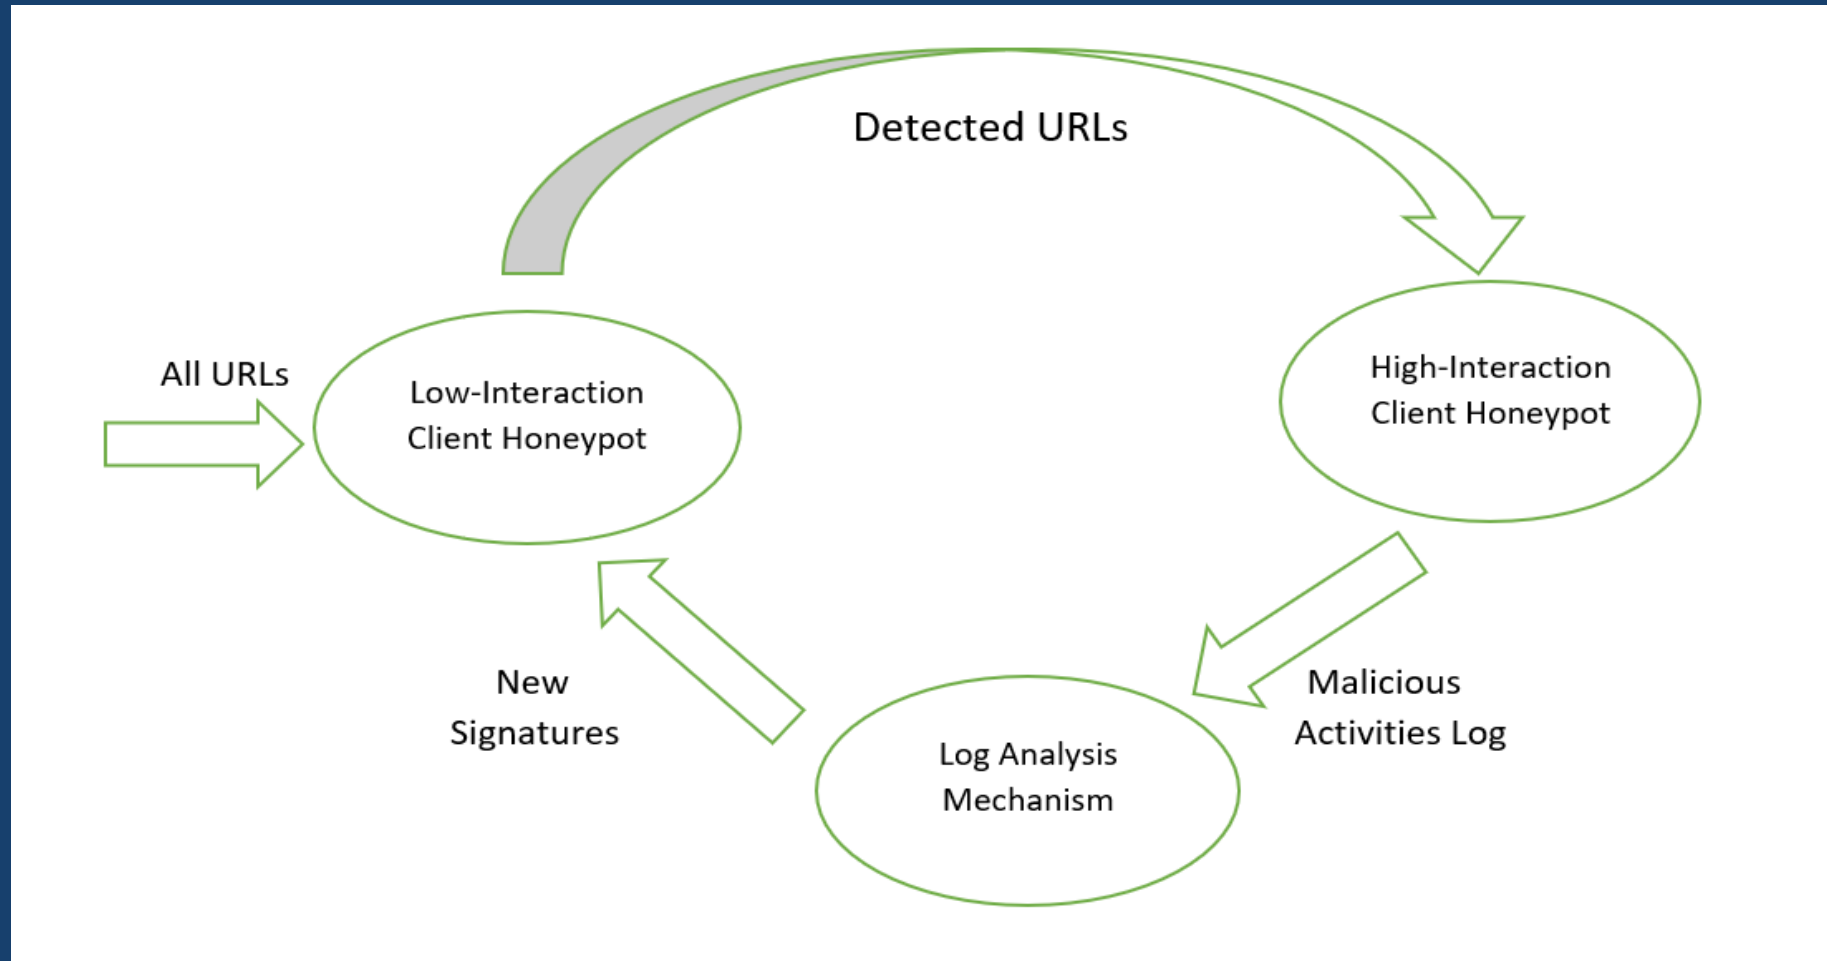 Detected URLs
All URLs
Low-Interaction
Client Honeypot
High-Interaction
Client Honeypot
New
Signatures
Malicious
Activities Log
Log Analysis
Mechanism